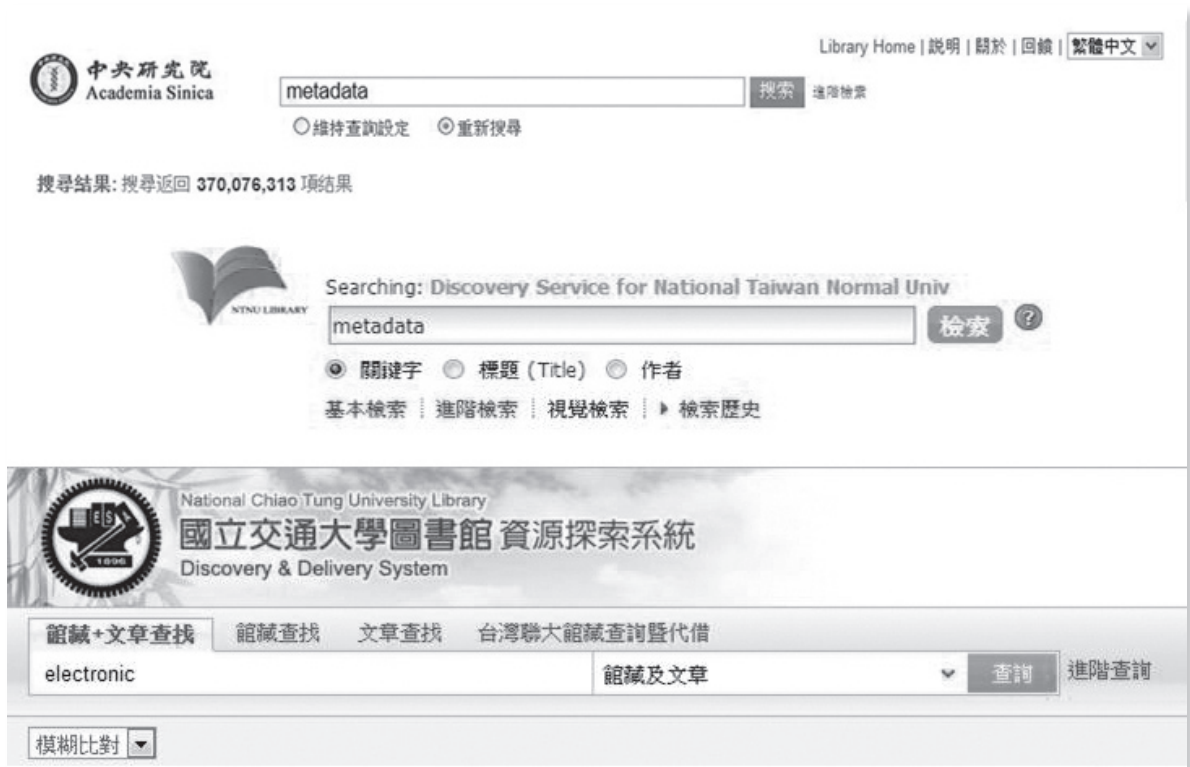 Library Home | 説明 | 關於 | 回饋 | 繁體中文
中央研究院
Academia Sinica
metadata
搜索
進階檢索
維持查詢設定
重新搜尋
搜尋結果: 搜尋返回 370,076,313 項結果
NTNU LIBRARY
Searching: Discovery Service for National Taiwan Normal Univ
metadata
檢索
?
關鍵字 標題 (Title) 作者
基本檢索 進階檢索 視覺檢索 檢索歷史
ES
1896
National Chiao Tung University Library
國立交通大學圖書館 資源探索系統
Discovery & Delivery System
館藏+文章查找 館藏查找 文章查找 台灣聯大館藏查詢暨代借
electronic 館藏及文章 查詢 進階查詢
模糊比對